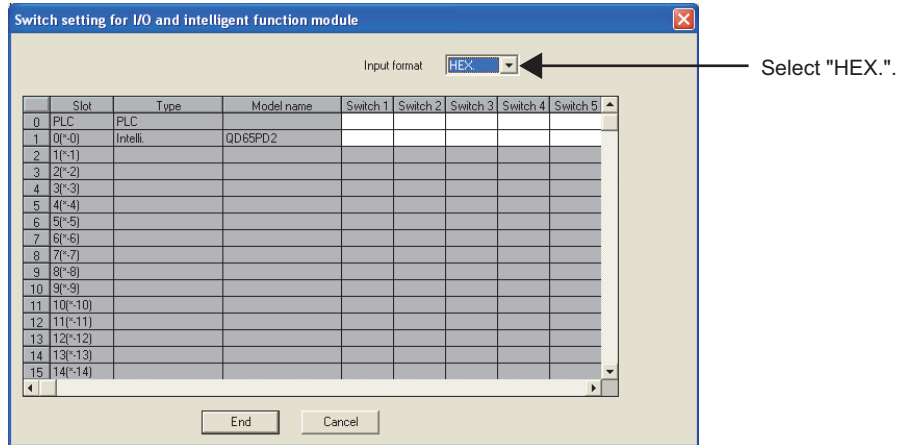 Switch setting for I/O and intelligent function module
Input format HEX.
Select "HEX.".
Slot Type Model name Switch 1 Switch 2 Switch 3 Switch 4 Switch 5
0 PLC PLC
1 0(*-0) Intelli. QD65PD2
2 1(*-1)
3 2(*-2)
4 3(*-3)
5 4(*-4)
6 5(*-5)
7 6(*-6)
8 7(*-7)
9 8(*-8)
10 9(*-9)
11 10(*-10)
12 11(*-11)
13 12(*-12)
14 13(*-13)
15 14(*-14)
End Cancel